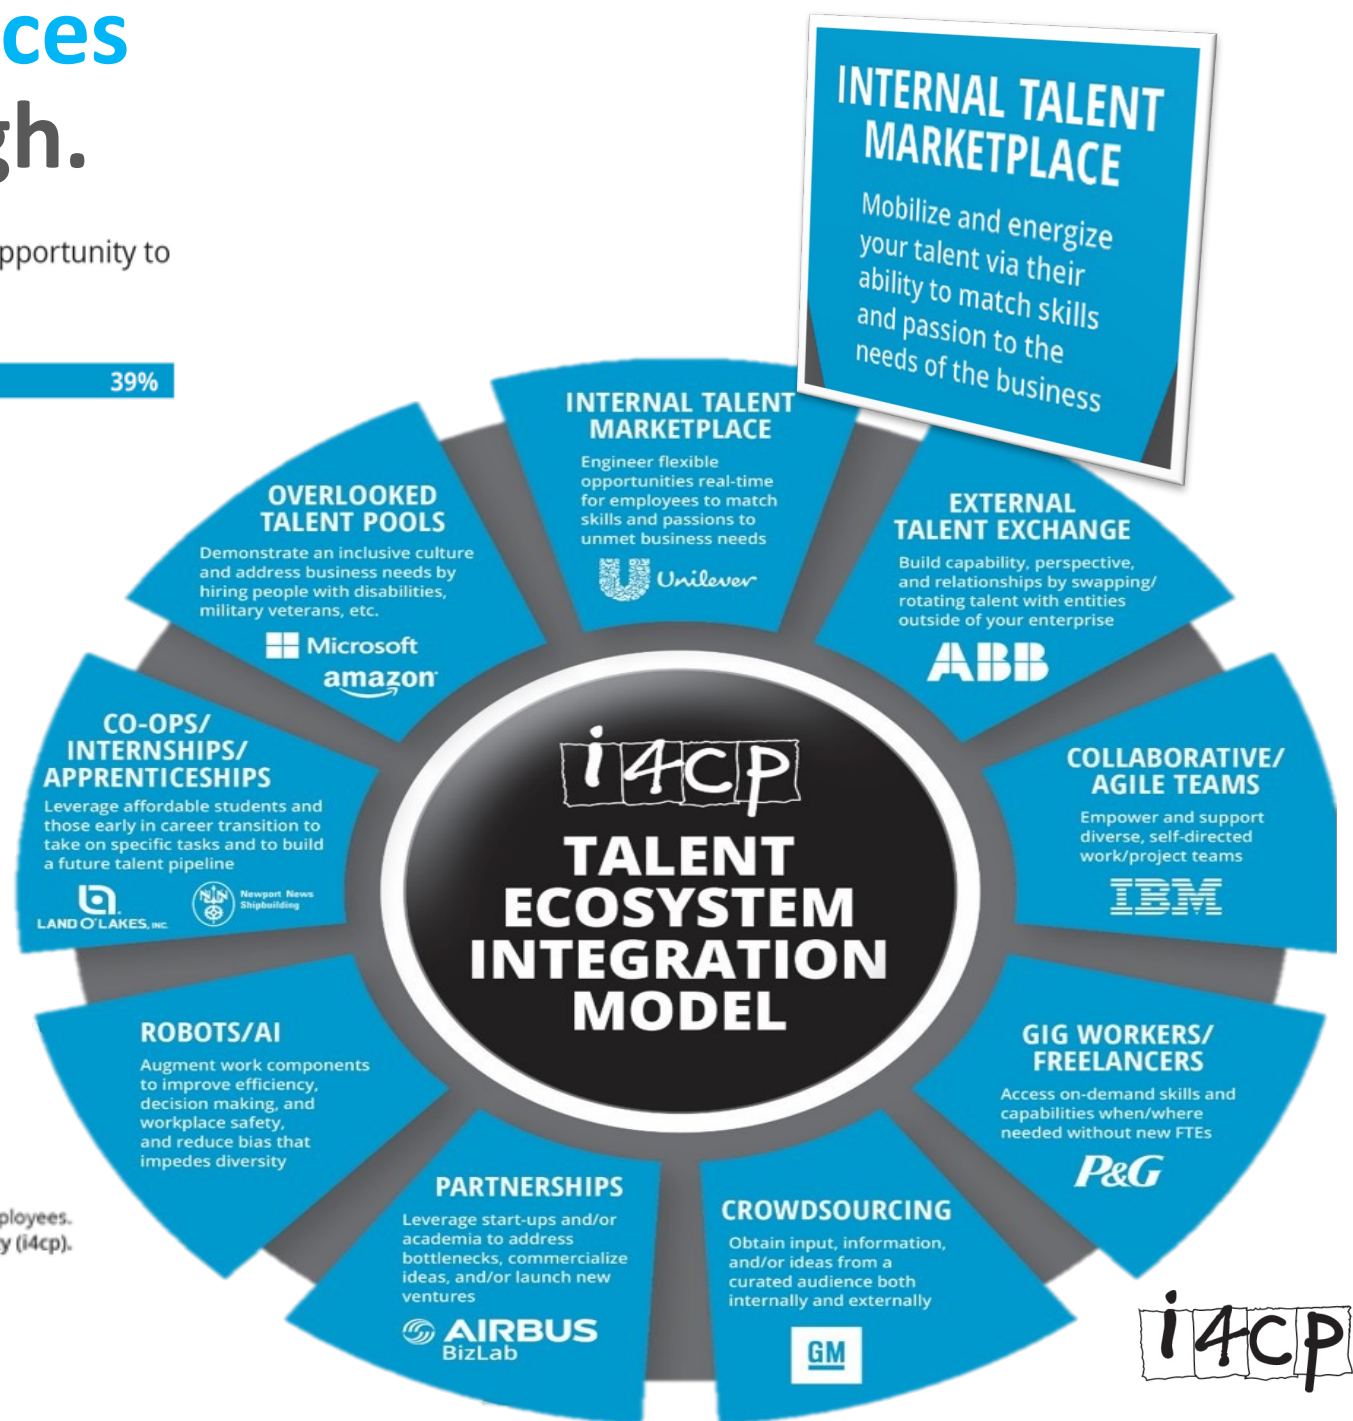 ces
gh.
pportunity to
39%
INTERNAL TALENT
MARKETPLACE
Mobilize and energize
your talent via their
ability to match skills
and passion to the
needs of the business
INTERNAL TALENT
MARKETPLACE
Engineer flexible
opportunities real-time
for employees to match
skills and passions to
unmet business needs
Unilever
EXTERNAL
TALENT EXCHANGE
Build capability, perspective,
and relationships by swapping/
rotating talent with entities
outside of your enterprise
ABB
COLLABORATIVE/
AGILE TEAMS
Empower and support
diverse, self-directed
work/project teams
IBM
GIG WORKERS/
FREELANCERS
Access on-demand skills and
capabilities when/where
needed without new FTEs
P&G
CROWDSOURCING
Obtain input, information,
and/or ideas from a
curated audience both
internally and externally
GM
PARTNERSHIPS
Leverage start-ups and/or
academia to address
bottlenecks, commercialize
ideas, and/or launch new
ventures
AIRBUS
BizLab
ROBOTS/AI
Augment work components
to improve efficiency,
decision making, and
workplace safety,
and reduce bias that
impedes diversity
CO-OPS/
INTERNSHIPS/
APPRENTICESHIPS
Leverage affordable students and
those early in career transition to
take on specific tasks and to build
a future talent pipeline
LAND O'LAKES, INC.
Newport News
Shipbuilding
OVERLOOKED
TALENT POOLS
Demonstrate an inclusive culture
and address business needs by
hiring people with disabilities,
military veterans, etc.
Microsoft
amazon
i4cp
TALENT
ECOSYSTEM
INTEGRATION
MODEL
ployees.
y (i4cp).
i4cp